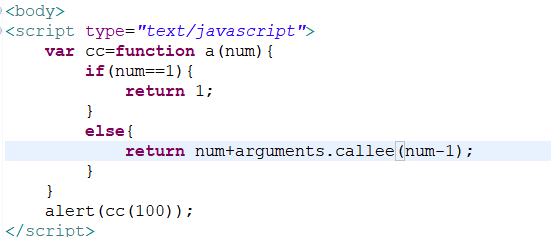 <body>
<script type="text/javascript">
    var cc=function a(num){
        if(num==1){
            return 1;
        }
        else{
            return num+arguments.callee(num-1);
        }
    }
    alert(cc(100));
</script>